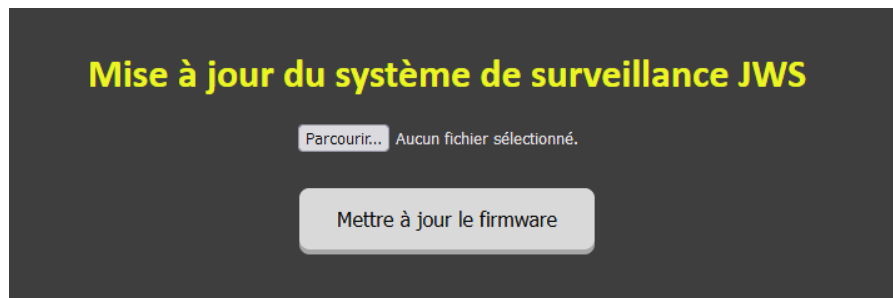 Mise à jour du système de surveillance JWS
Parcourir... Aucun fichier sélectionné.
Mettre à jour le firmware